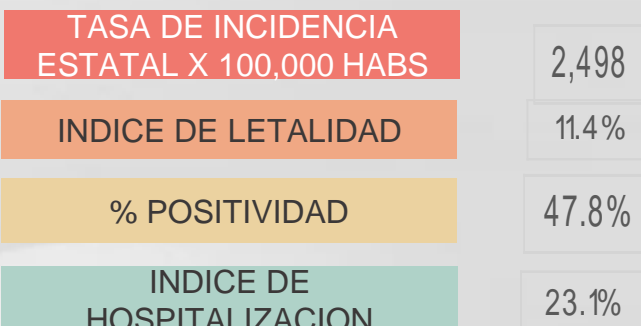 TASA DE INCIDENCIA
ESTATAL X 100,000 HABS
2,498
INDICE DE LETALIDAD
11.4%
% POSITIVIDAD
47.8%
INDICE DE
HOSPITALIZACION
23.1%